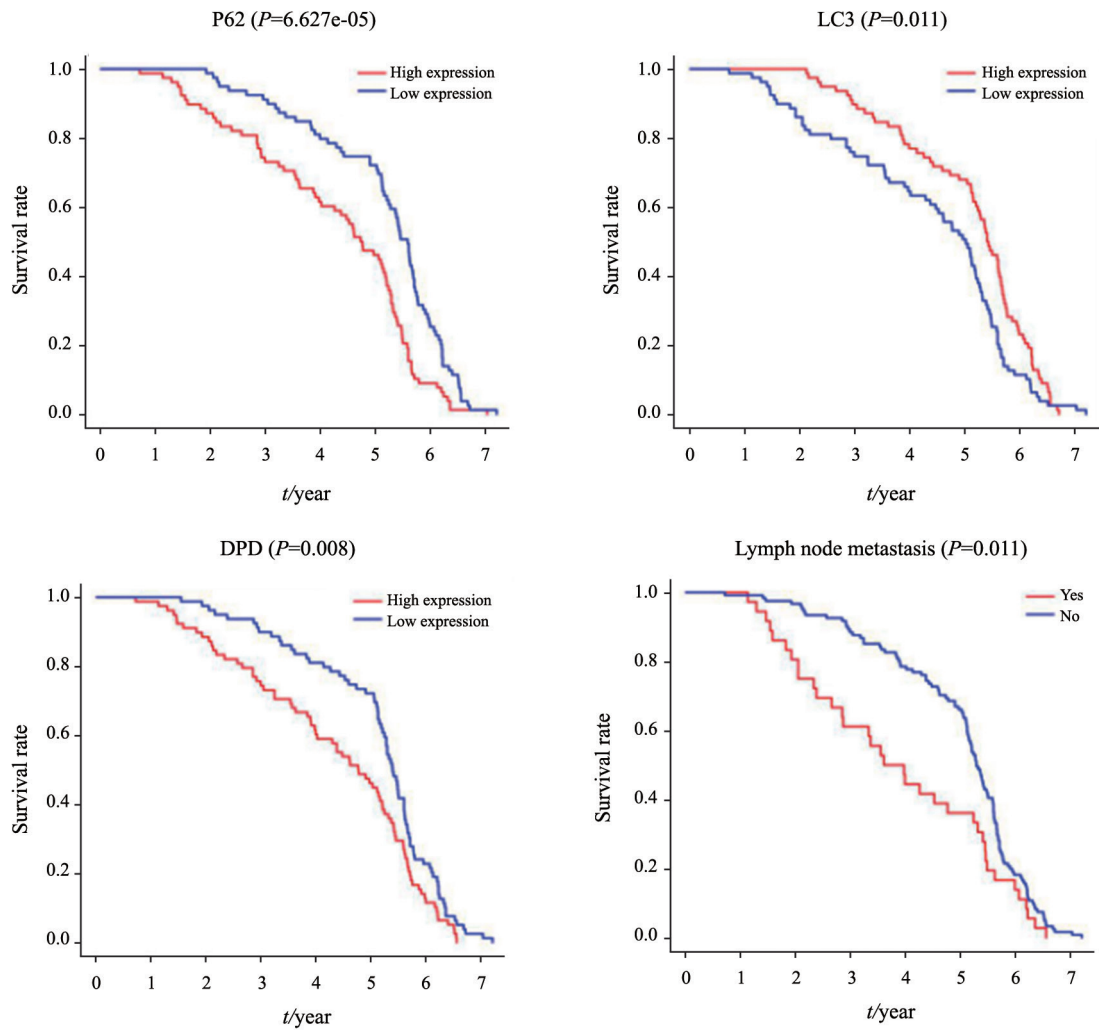 P62 (P=6.627e-05)
High expression
Low expression
1.0
0.8
0.6
0.4
0.2
0.0
Survival rate
0 1 2 3 4 5 6 7
t/year
LC3 (P=0.011)
High expression
Low expression
1.0
0.8
0.6
0.4
0.2
0.0
Survival rate
0 1 2 3 4 5 6 7
t/year
DPD (P=0.008)
High expression
Low expression
1.0
0.8
0.6
0.4
0.2
0.0
Survival rate
0 1 2 3 4 5 6 7
t/year
Lymph node metastasis (P=0.011)
Yes
No
1.0
0.8
0.6
0.4
0.2
0.0
Survival rate
0 1 2 3 4 5 6 7
t/year